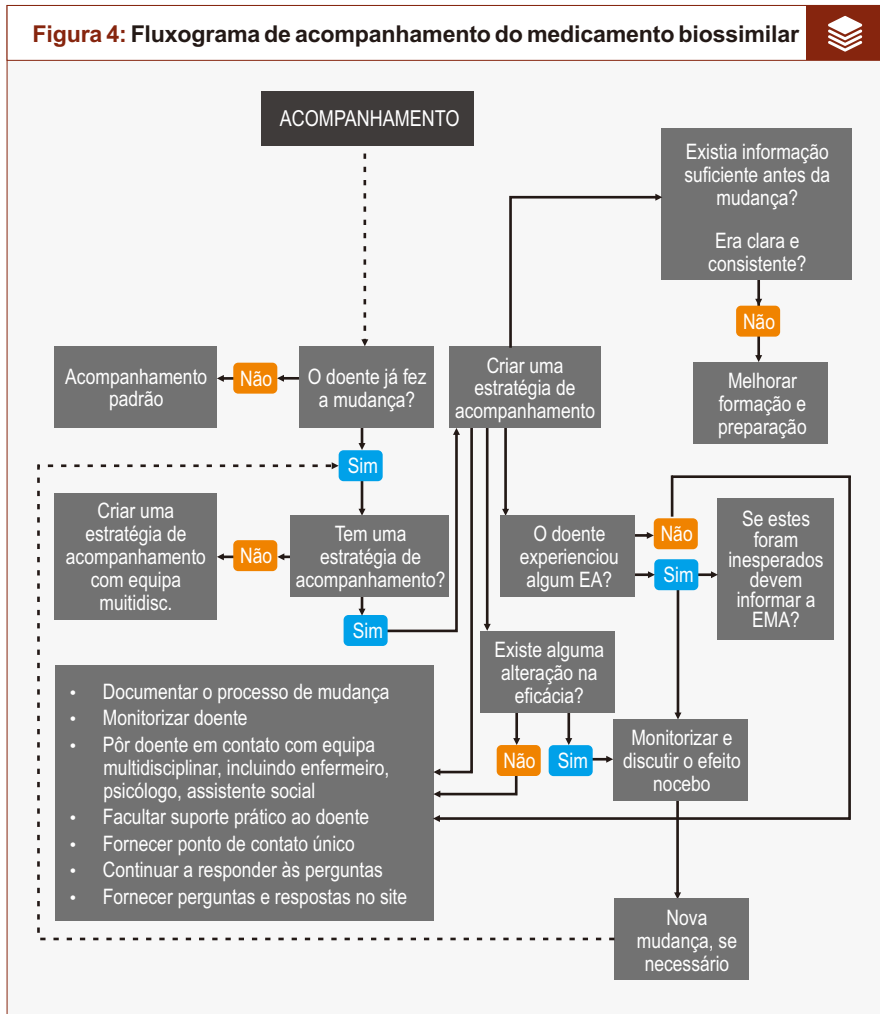 Figura 4: Fluxograma de acompanhamento do medicamento biossimilar
ACOMPANHAMENTO
Existia informação
suficiente antes da
mudança?
Era clara e
consistente?
Não
Melhorar
formação e
preparação
Acompanhamento
padrão
Não
O doente já fez
a mudança?
Criar uma
estratégia de
acompanhamento
Sim
Criar uma
estratégia de
acompanhamento
com equipa
muitidisc.
Não
Tem uma
estratégia de
acompanhamento?
Sim
O doente
experienciou
algum EA?
Não
Sim
Se estes
foram
inesperados
devem
informar a
EMA?
Existe alguma
alteração na
eficácia?
Não
Sim
Monitorizar e
discutir o efeito
nocebo
• Documentar o processo de mudança
• Monitorizar doente
• Pôr doente em contato com equipa
multidisciplinar, incluindo enfermeiro,
psicólogo, assistente social
• Facultar suporte prático ao doente
• Fornecer ponto de contato único
• Continuar a responder às perguntas
• Fornecer perguntas e respostas no site
Nova
mudança, se
necessário